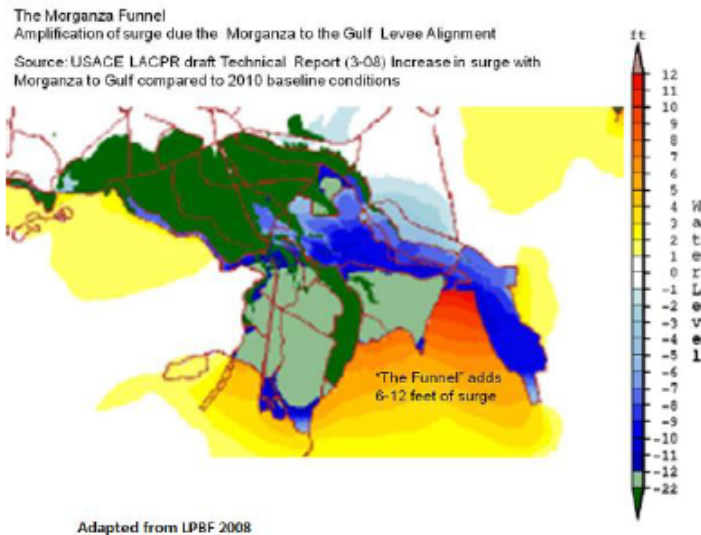 The Morganza Funnel
Amplification of surge due the Morganza to the Gulf Levee Alignment
Source: USACE LACPR draft Technical Report (3-08) Increase in surge with
Morganza to Gulf compared to 2010 baseline conditions
ft
12
11
10
8
7
6
5
4
3
2
1
0
-1
-2
-3
-4
-5
-6
-7
-8
-9
-10
-11
-12
-22
Water Level
"The Funnel" adds
6-12 feet of surge
Adapted from LPBF 2008